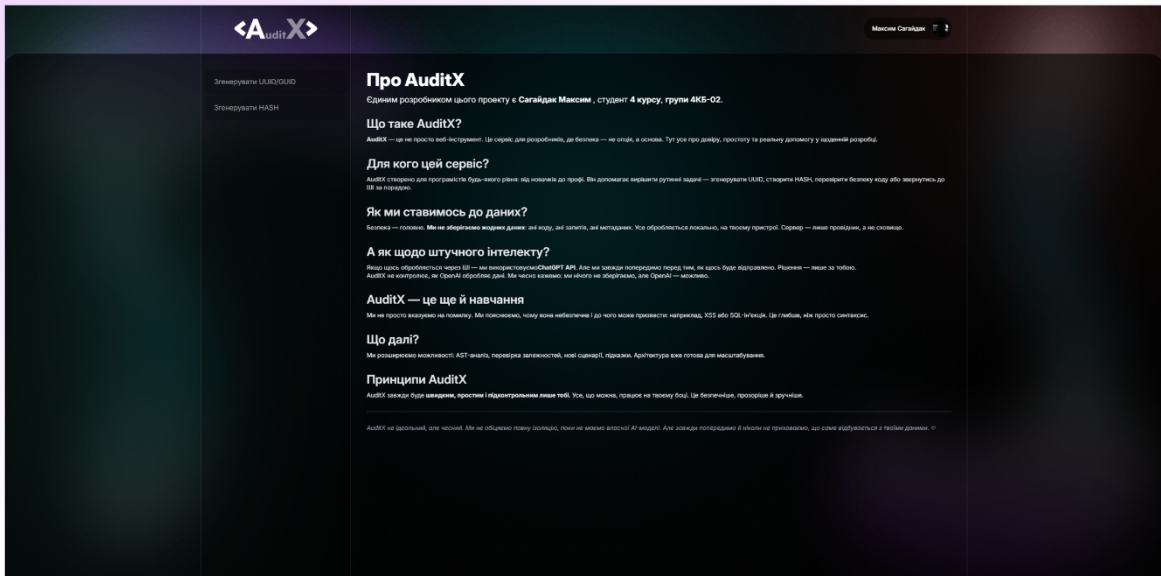 <AuditX>
Максим Сагайдак
Згенерувати UUID/GUID
Згенерувати HASH
Про AuditX
Єдиним розробником цього проекту є Сагайдак Максим , студент 4 курсу, групи 4КБ-02.
Що таке AuditX?
AuditX — це не просто веб-інструмент. Це сервіс для розробників, де безпека — не опція, а основа. Тут усе про довіру, простоту та реальну допомогу у щоденній розробці.
Для кого цей сервіс?
AuditX створено для програмістів будь-якого рівня: від новачків до профі. Він допомагає вирішити рутинні задачі — згенерувати UUID, створити HASH, перевірити безпеку коду або звернутись до
ШІ за порадою.
Як ми ставимось до даних?
Безпека — головне. Ми не зберігаємо жодних даних: ані коду, ані запитів, ані метаданих. Усе обробляється локально, на твоєму пристрої. Сервер — лише провідник, а не сховище.
А як щодо штучного інтелекту?
Якщо щось обробляється через ШІ — ми використовуємоChatGPT API. Але ми завжди попередимо перед тим, як щось буде відправлено. Рішення — лише за тобою.
AuditX не контролює, як OpenAI обробляє дані. Ми чесно кажемо: ми нічого не зберігаємо, але OpenAI — можливо.
AuditX — це ще й навчання
Ми не просто вказуємо на помилку. Ми пояснюємо, чому вона небезпечна і до чого може призвести: наприклад, XSS або SQL-ін'єкція. Це глибше, ніж просто синтаксис.
Що далі?
Ми розширюємо можливості: AST-аналіз, перевірка залежностей, нові сценарії, підказки. Архітектура вже готова для масштабування.
Принципи AuditX
AuditX завжди буде швидким, простим і підконтрольним лише тобі. Усе, що можна, працює на твоєму боці. Це безпечніше, прозоріше й зручніше.
AuditX не ідеальний, але чесний. Ми не обіцяємо повну ізоляцію, поки не маємо власної AI-моделі. Але завжди попередимо й ніколи не приховаємо, що саме відбувається з твоїми даними.